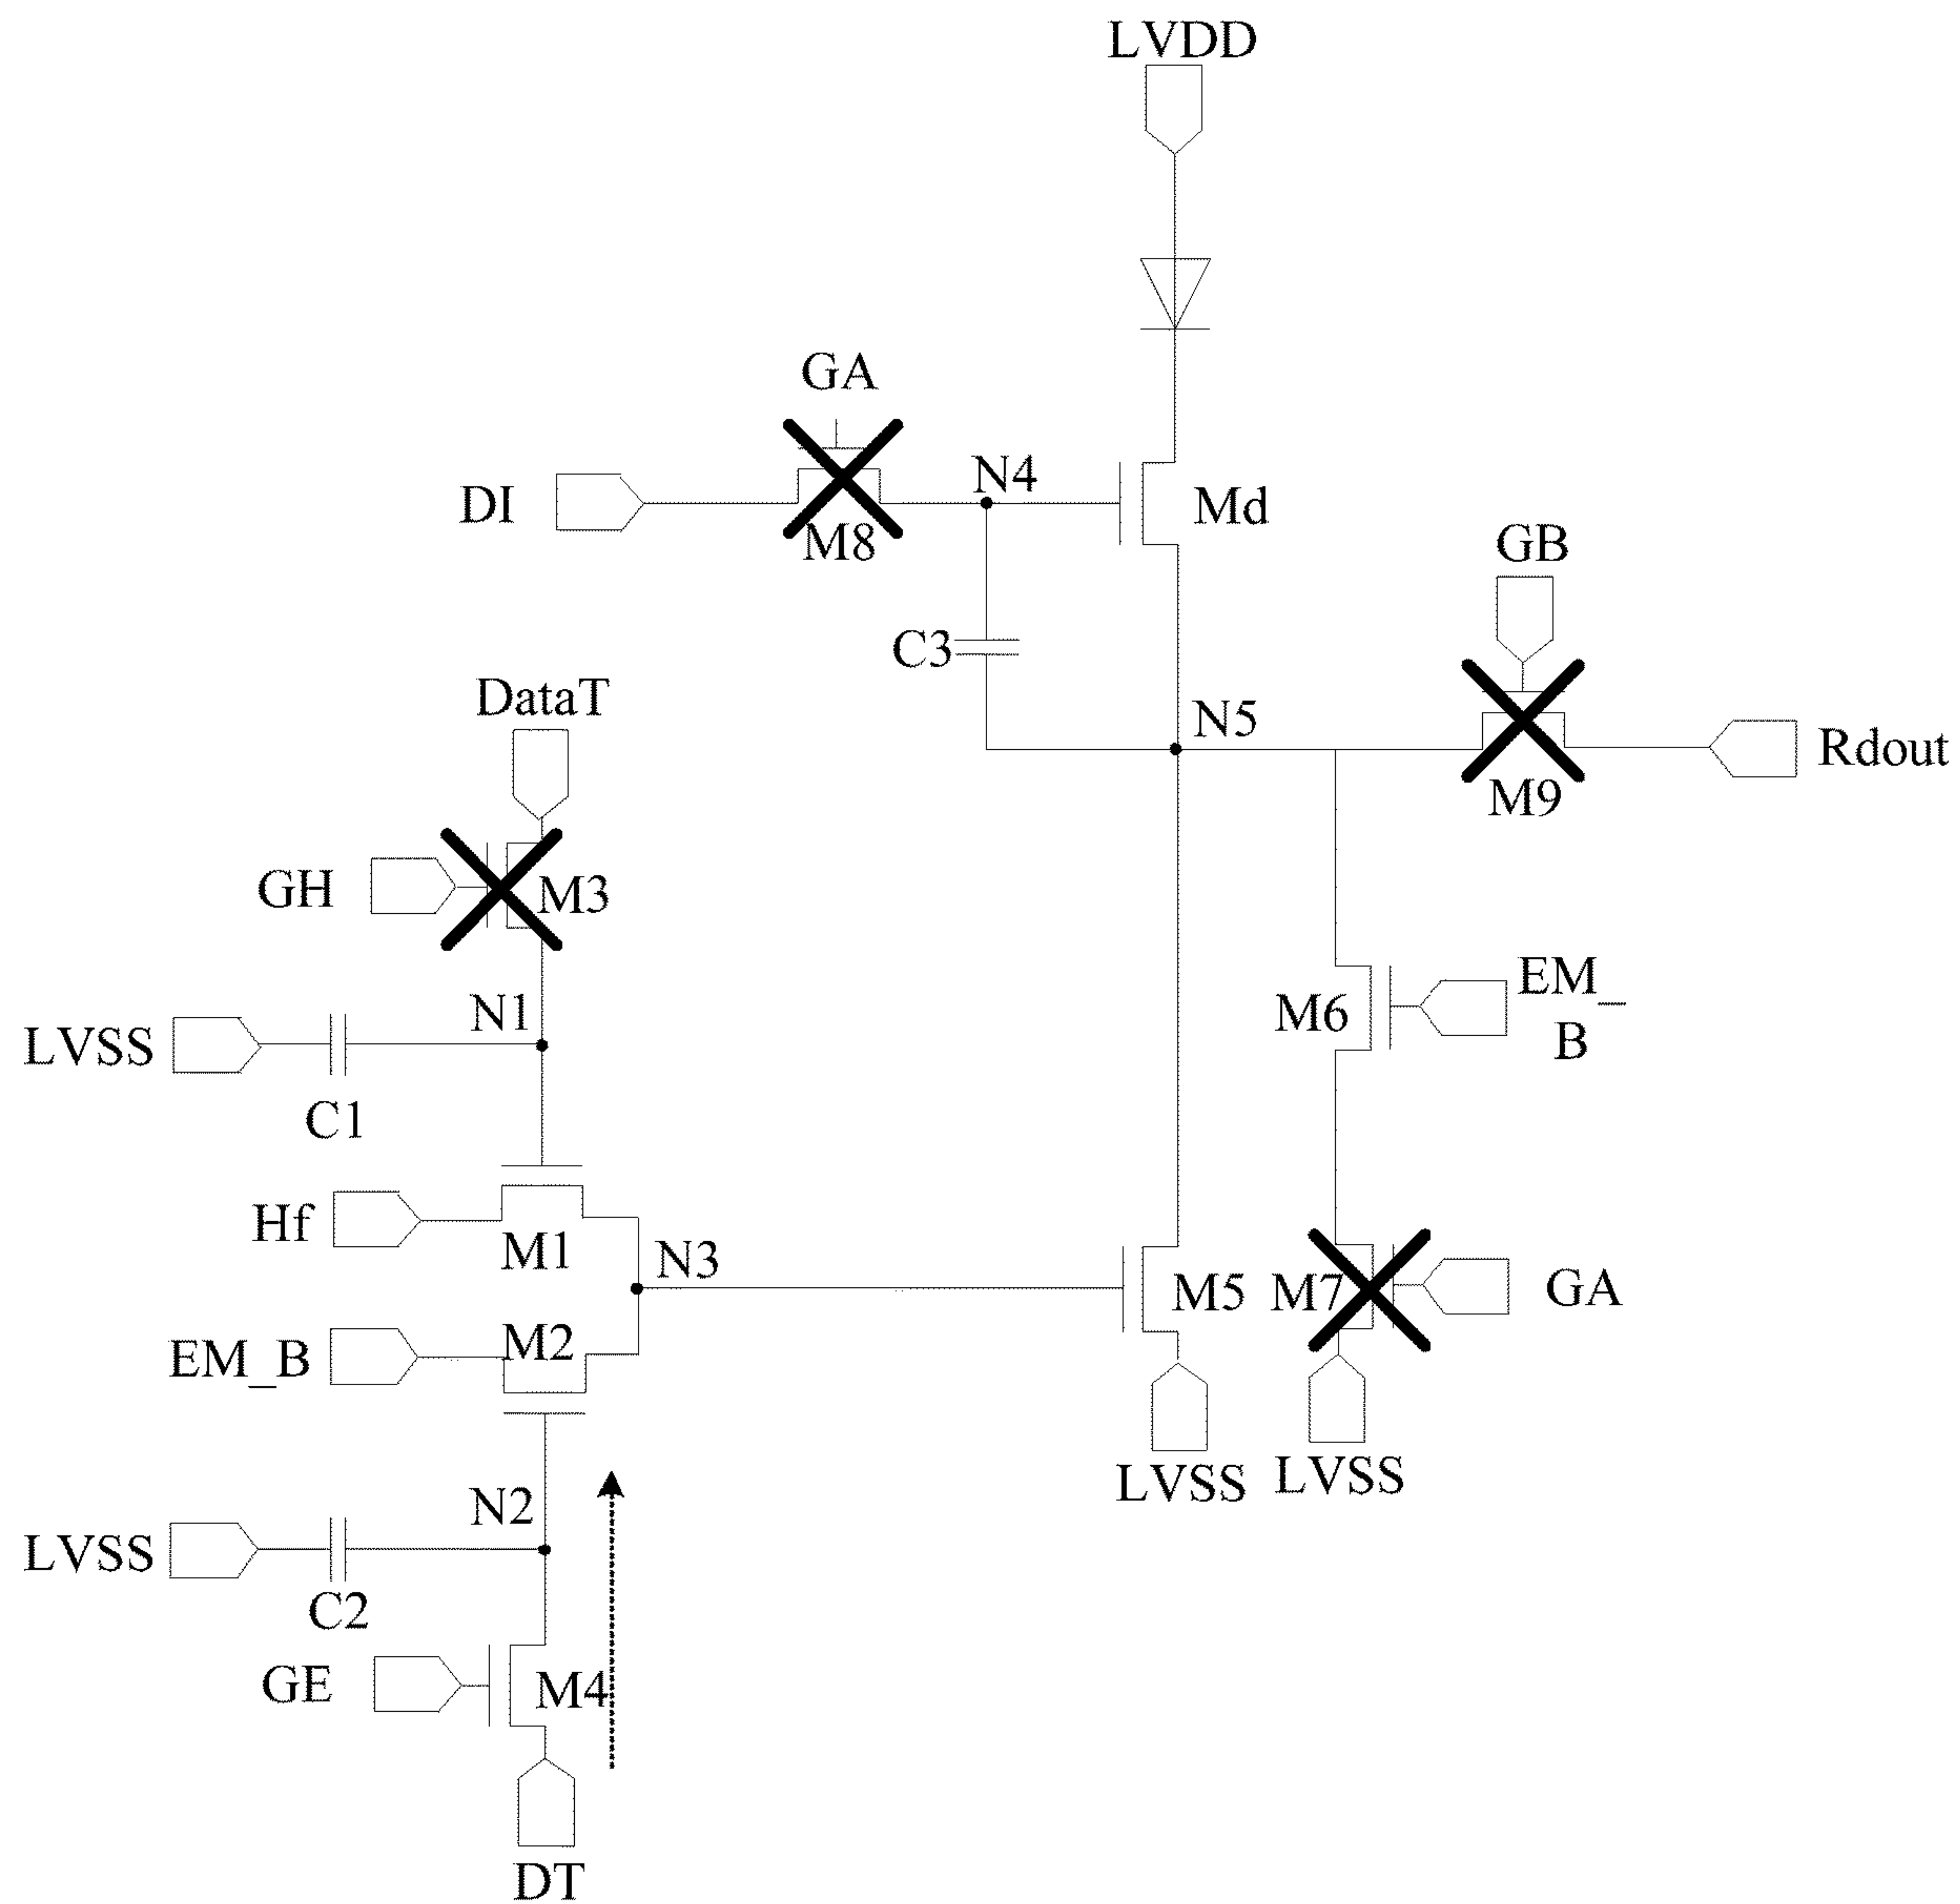 LVDD
GA
DI
M8
N4
Md
GB
C3
DataT
N5
Rdout
M9
GH
M3
EM_
B
N1
M6
LVSS
C1
Hf
M1
N3
M5
M7
GA
EM_B
M2
LVSS
LVSS
N2
LVSS
C2
GE
M4
DT